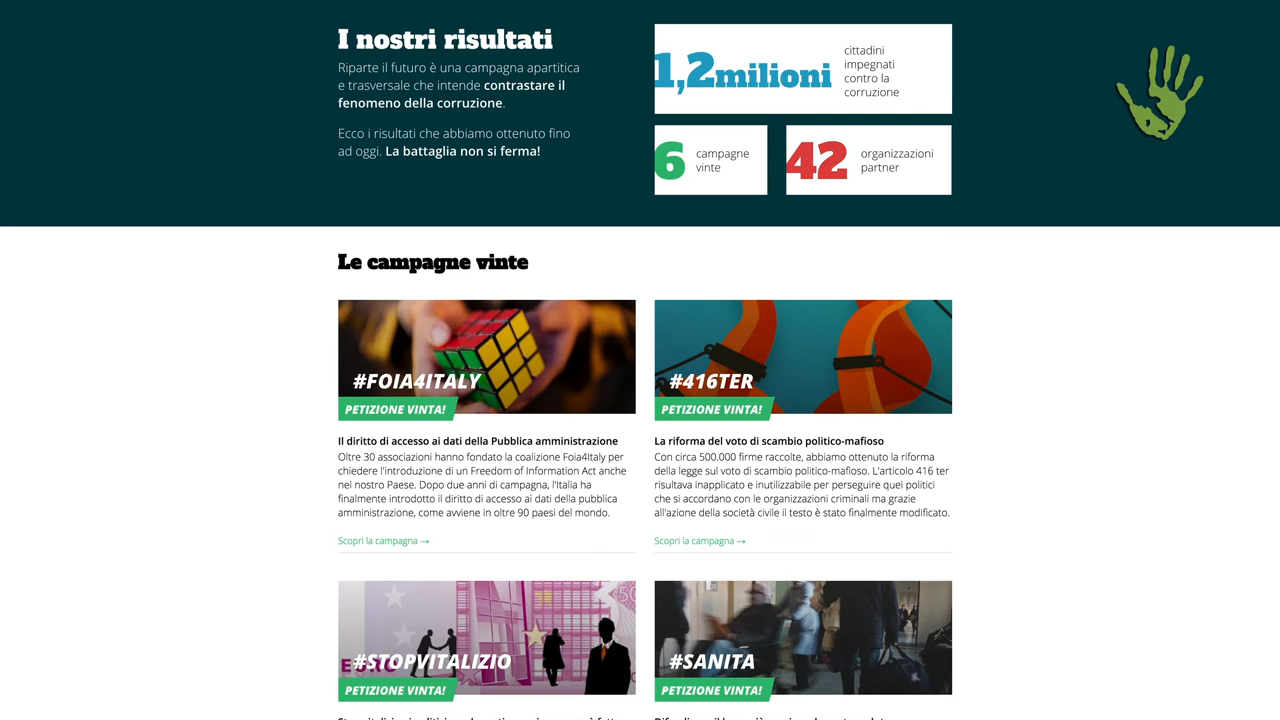 I nostri risultati
Riparte il futuro è una campagna apartitica
e trasversale che intende contrastare il
fenomeno della corruzione.
Ecco i risultati che abbiamo ottenuto fino
ad oggi. La battaglia non si ferma!
1,2milioni
cittadini
impegnati
contro la
corruzione
6
campagne
vinte
42
organizzazioni
partner
Le campagne vinte
#FOIA4ITALY
PETIZIONE VINTA!
Il diritto di accesso ai dati della Pubblica amministrazione
Oltre 30 associazioni hanno fondato la coalizione Foia4Italy per
chiedere l'introduzione di un Freedom of Information Act anche
nel nostro Paese. Dopo due anni di campagna, l'Italia ha
finalmente introdotto il diritto di accesso ai dati della pubblica
amministrazione, come avviene in oltre 90 paesi del mondo.
Scopri la campagna →
#416TER
PETIZIONE VINTA!
La riforma del voto di scambio politico-mafioso
Con circa 500.000 firme raccolte, abbiamo ottenuto la riforma
della legge sul voto di scambio politico-mafioso. L'articolo 416 ter
risultava inapplicato e inutilizzabile per perseguire quei politici
che si accordano con le organizzazioni criminali ma grazie
all'azione della società civile il testo è stato finalmente modificato.
Scopri la campagna →
#STOPVITALIZIO
PETIZIONE VINTA!
#SANITA
PETIZIONE VINTA!